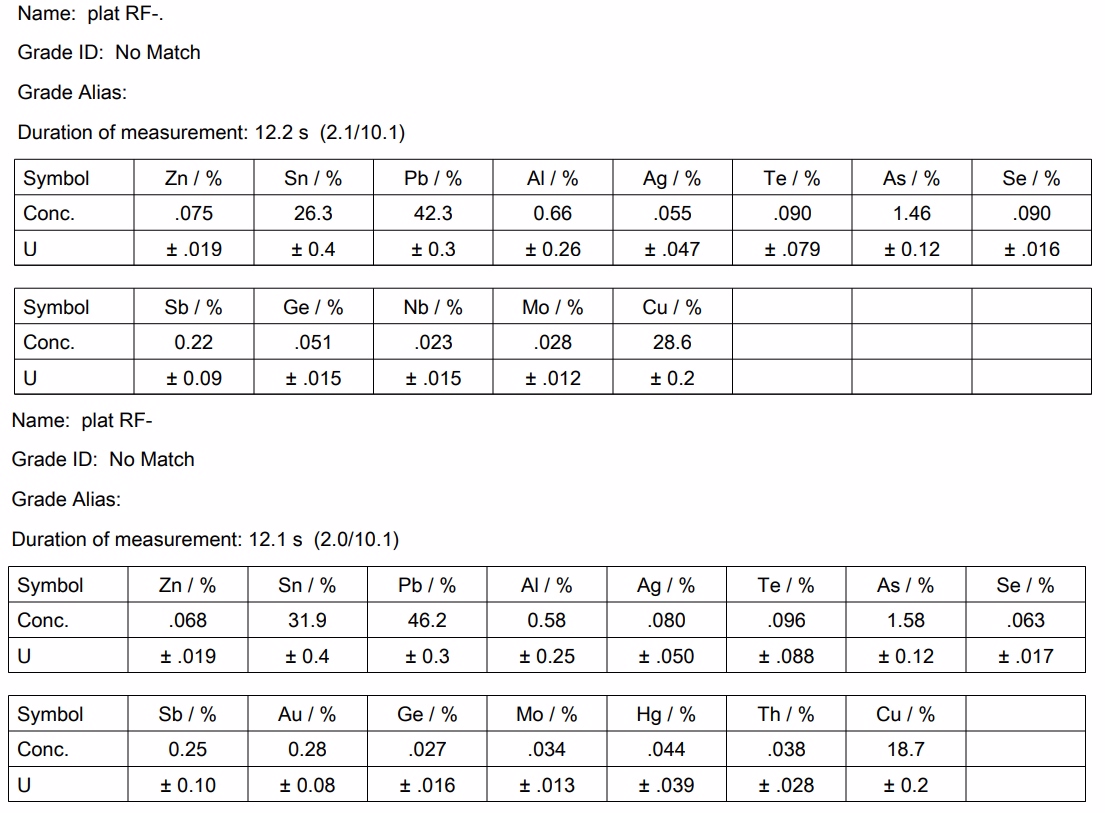 Name: plat RF-.
Grade ID: No Match
Grade Alias:
Duration of measurement: 12.2 s (2.1/10.1)
Symbol Zn / % Sn / % Pb / % Al / % Ag / % Te / % As / % Se / %
Conc. .075 26.3 42.3 0.66 .055 .090 1.46 .090
U ± .019 ± 0.4 ± 0.3 ± 0.26 ± .047 ± .079 ± 0.12 ± .016
Symbol Sb / % Ge / % Nb / % Mo / % Cu / %
Conc. 0.22 .051 .023 .028 28.6
U ± 0.09 ± .015 ± .015 ± .012 ± 0.2
Name: plat RF-
Grade ID: No Match
Grade Alias:
Duration of measurement: 12.1 s (2.0/10.1)
Symbol Zn / % Sn / % Pb / % Al / % Ag / % Te / % As / % Se / %
Conc. .068 31.9 46.2 0.58 .080 .096 1.58 .063
U ± .019 ± 0.4 ± 0.3 ± 0.25 ± .050 ± .088 ± 0.12 ± .017
Symbol Sb / % Au / % Ge / % Mo / % Hg / % Th / % Cu / %
Conc. 0.25 0.28 .027 .034 .044 .038 18.7
U ± 0.10 ± 0.08 ± .016 ± .013 ± .039 ± .028 ± 0.2